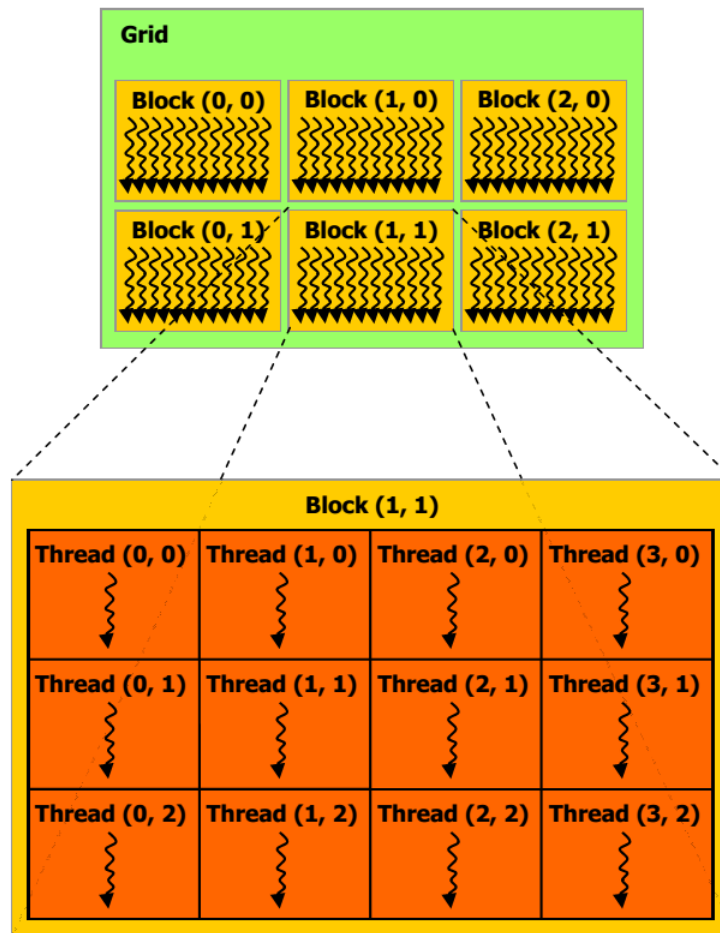 Grid
Block (0, 0) Block (1, 0) Block (2, 0)
Block (0, 1) Block (1, 1) Block (2, 1)
Block (1, 1)
Thread (0, 0) Thread (1, 0) Thread (2, 0) Thread (3, 0)
Thread (0, 1) Thread (1, 1) Thread (2, 1) Thread (3, 1)
Thread (0, 2) Thread (1, 2) Thread (2, 2) Thread (3, 2)